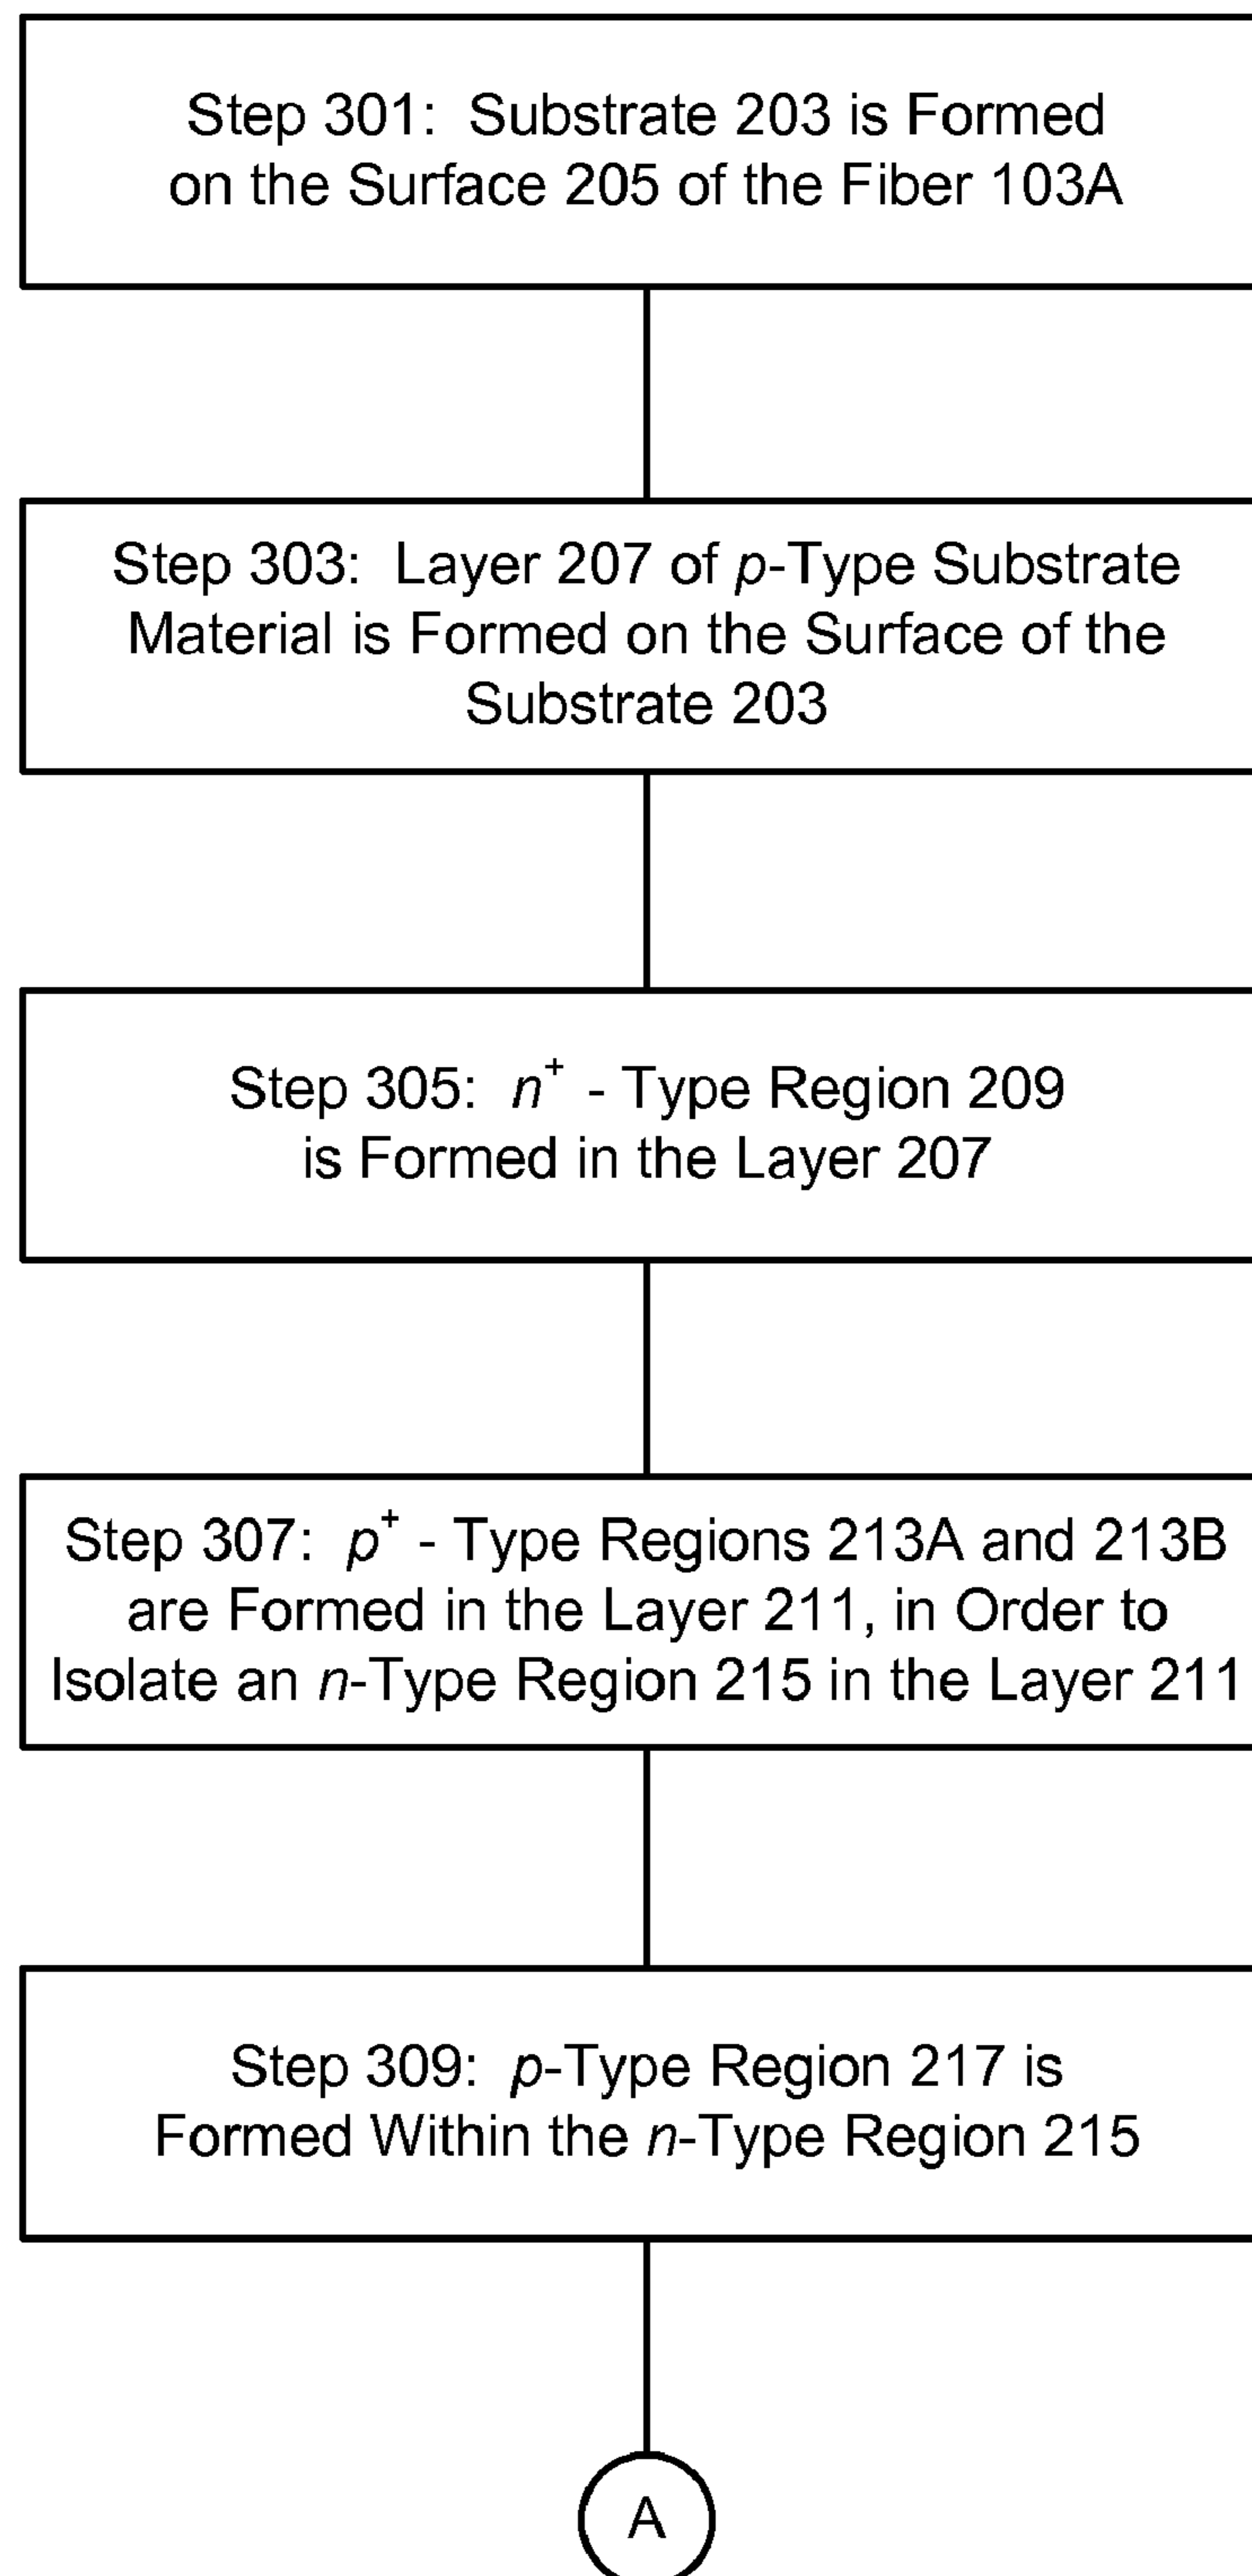 Step 301: Substrate 203 is Formed
on the Surface 205 of the Fiber 103A
Step 303: Layer 207 of p-Type Substrate
Material is Formed on the Surface of the
Substrate 203
Step 305: n⁺ - Type Region 209
is Formed in the Layer 207
Step 307: p⁺ - Type Regions 213A and 213B
are Formed in the Layer 211, in Order to
Isolate an n-Type Region 215 in the Layer 211
Step 309: p-Type Region 217 is
Formed Within the n-Type Region 215
A